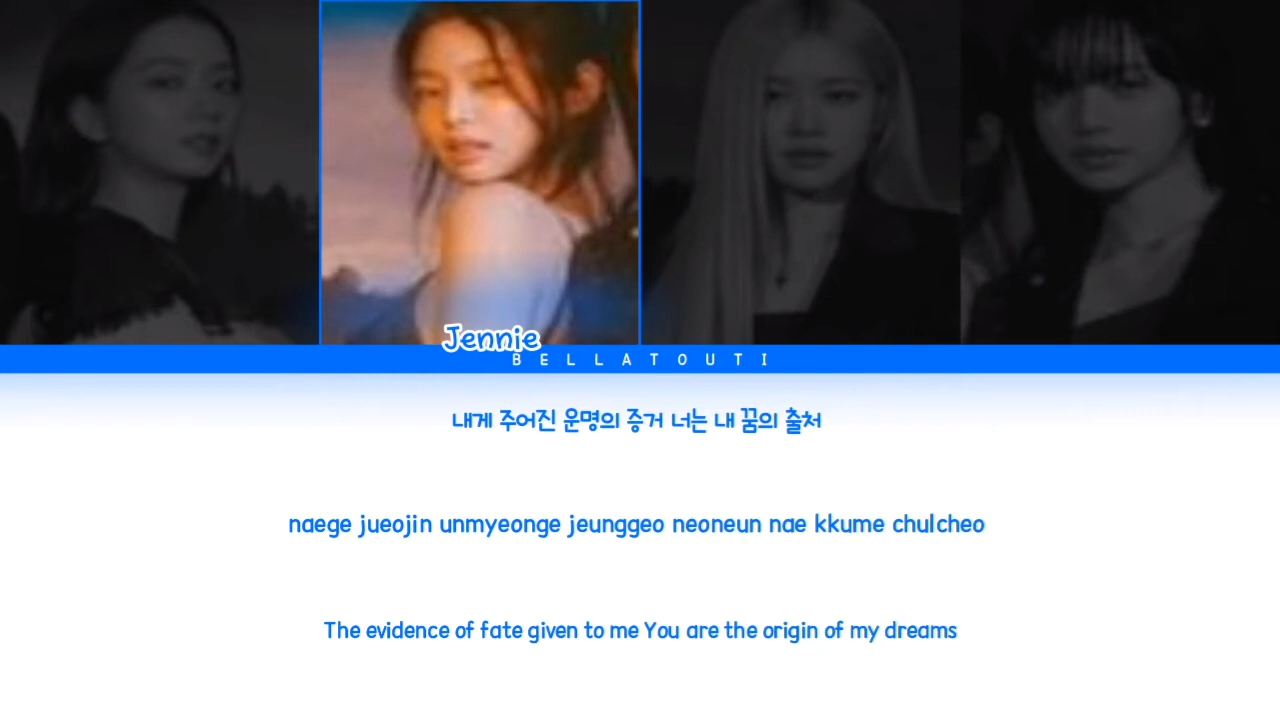 Jennie
BELLATOUTI
내게 주어진 운명의 증거 너는 내 꿈의 출처
naege jueojin unmyeonge jeunggeo neoneun nae kkume chulcheo
The evidence of fate given to me You are the origin of my dreams